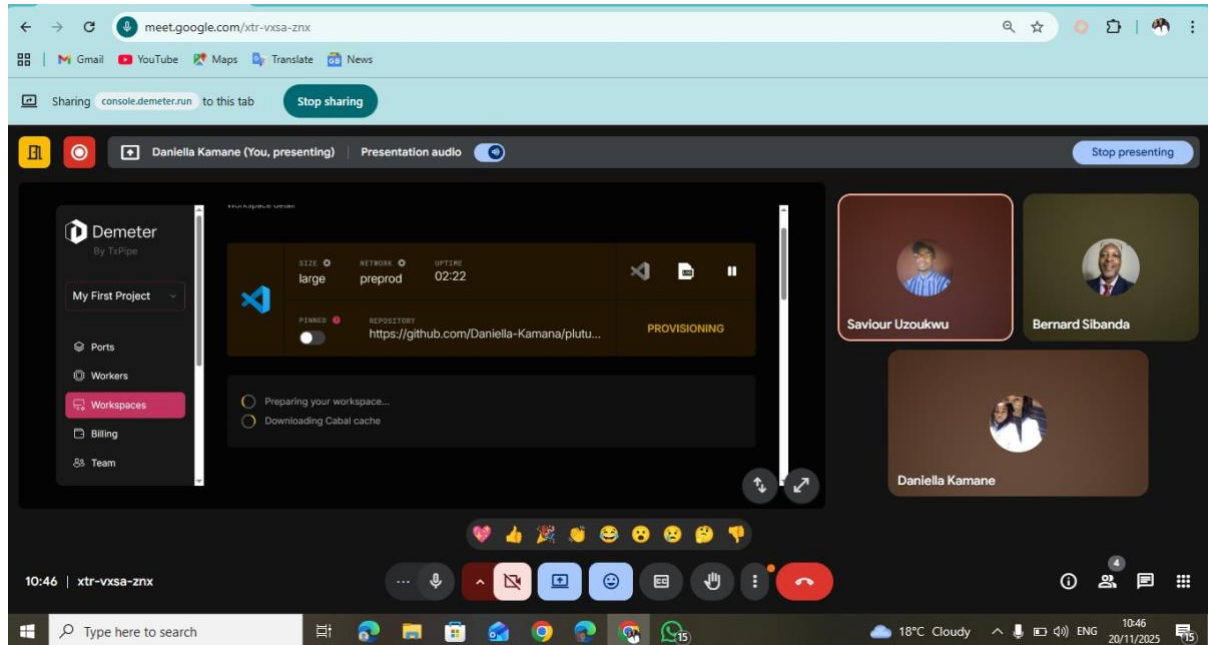 meet.google.com/xtr-vxsa-znx
Gmail YouTube Maps Translate News
Sharing console.demeter.run to this tab Stop sharing
Daniella Kamane (You, presenting) Presentation audio Stop presenting
Workspace detail
Demeter
By TxPipe
My First Project
Ports
Workers
Workspaces
Billing
Team
SIZE NETWORK UPTIME
large preprod 02:22
PINNED REPOSITORY
https://github.com/Daniella-Kamana/plutu...
PROVISIONING
Preparing your workspace...
Downloading Cabal cache
Saviour Uzoukwu
Bernard Sibanda
Daniella Kamane
10:46 | xtr-vxsa-znx
4
Type here to search
15
18°C Cloudy
ENG
10:46
20/11/2025
15